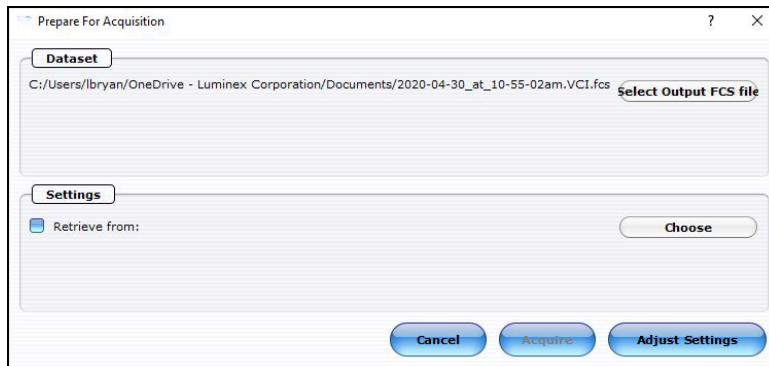 Prepare For Acquisition ? X
Dataset
C:/Users/lbryan/OneDrive - Luminex Corporation/Documents/2020-04-30_at_10-55-02am.VCI.fcs Select Output FCS file
Settings
Retrieve from: Choose
Cancel Acquire Adjust Settings